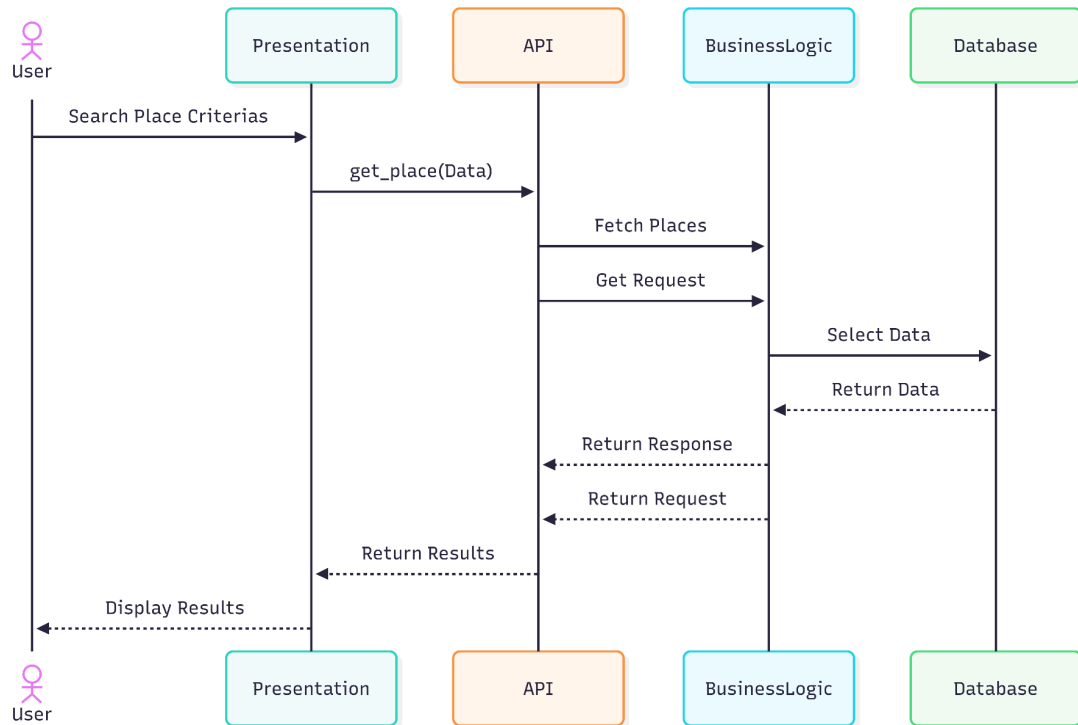 User
Presentation
API
BusinessLogic
Database
Search Place Criterias
get_place(Data)
Fetch Places
Get Request
Select Data
Return Data
Return Response
Return Request
Return Results
Display Results
User
Presentation
API
BusinessLogic
Database